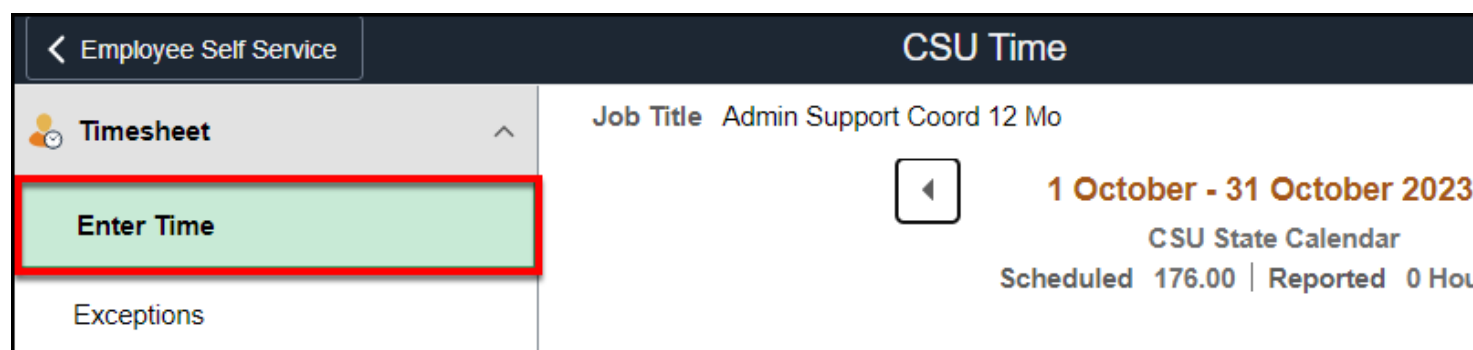 Employee Self Service
CSU Time
Timesheet
Job Title Admin Support Coord 12 Mo
1 October - 31 October 2023
Enter Time
CSU State Calendar
Scheduled 176.00 | Reported 0
Exceptions